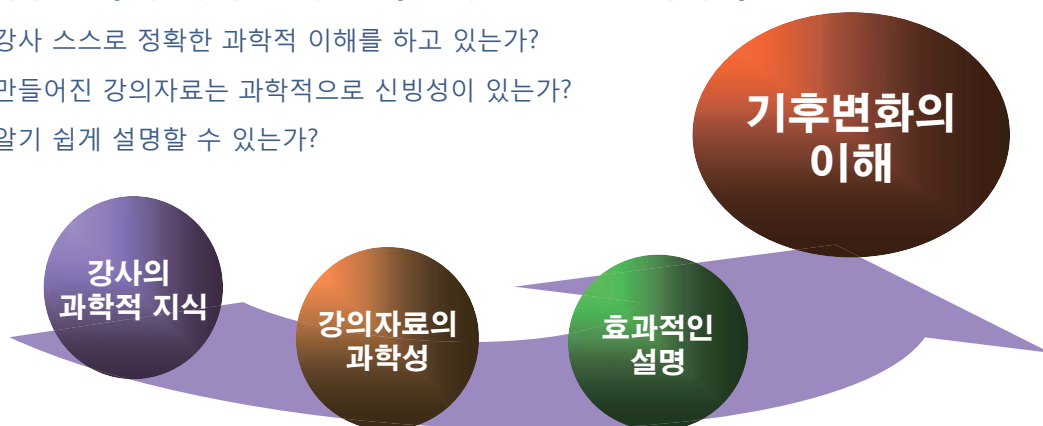 강사 스스로 정확한 과학적 이해를 하고 있는가?
만들어진 강의자료는 과학적으로 신빙성이 있는가?
알기 쉽게 설명할 수 있는가?
기후변화의
이해
강사의
과학적 지식
강의자료의
과학성
효과적인
설명